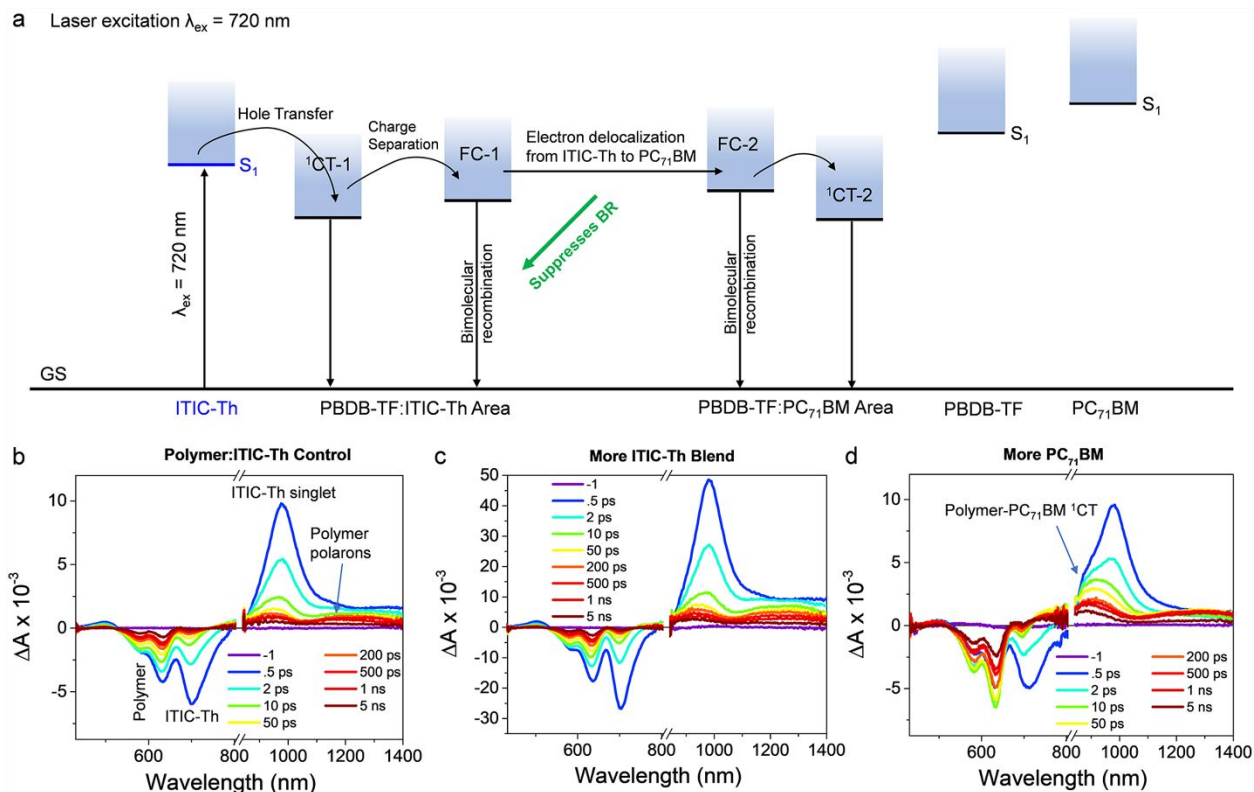 a Laser excitation λex = 720 nm
S1
Hole Transfer
1CT-1
Charge
Separation
FC-1
Electron delocalization
from ITIC-Th to PC71BM
FC-2
1CT-2
S1
S1
λex = 720 nm
Bimolecular
recombination
Suppresses BR
Bimolecular
recombination
GS
ITIC-Th
PBDB-TF:ITIC-Th Area
PBDB-TF:PC71BM Area
PBDB-TF
PC71BM
b Polymer:ITIC-Th Control
ITIC-Th singlet
Polymer
polarons
Polymer
ITIC-Th
-1
.5 ps
2 ps
10 ps
50 ps
200 ps
500 ps
1 ns
5 ns
10
5
0
-5
ΔA x 10-3
600
800
1000
1200
1400
Wavelength (nm)
c More ITIC-Th Blend
-1
.5 ps
2 ps
10 ps
50 ps
200 ps
500 ps
1 ns
5 ns
50
40
30
20
10
0
-10
-20
-30
ΔA x 10-3
600
800
1000
1200
1400
Wavelength (nm)
d More PC71BM
Polymer-PC71BM 1CT
-1
.5 ps
2 ps
10 ps
50 ps
200 ps
500 ps
1 ns
5 ns
10
5
0
-5
ΔA x 10-3
600
800
1000
1200
1400
Wavelength (nm)